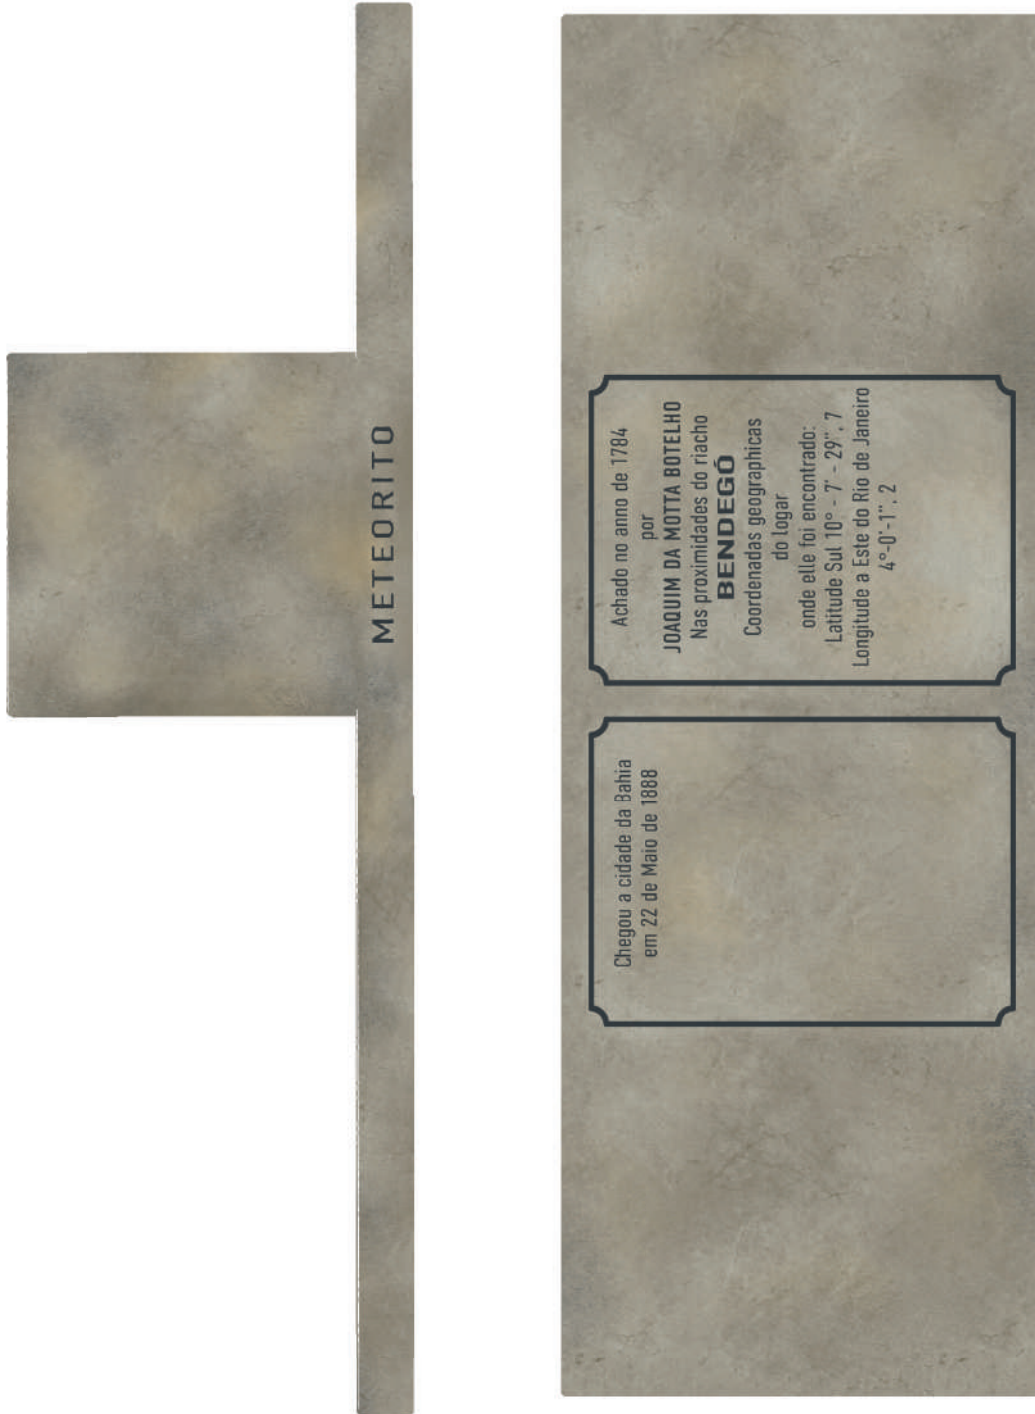 METEORITO
Chegou a cidade da Bahia
em 22 de Maio de 1888
Achado no anno de 1784
por
JOAQUIM DA MOTTA BOTELHO
Nas proximidades do riacho
BENDEGÓ
Coordenadas geographicas
do logar
onde elle foi encontrado:
Latitude Sul 10° - 7' - 29", 7
Longitude a Este do Rio de Janeiro
4°-0'-1", 2